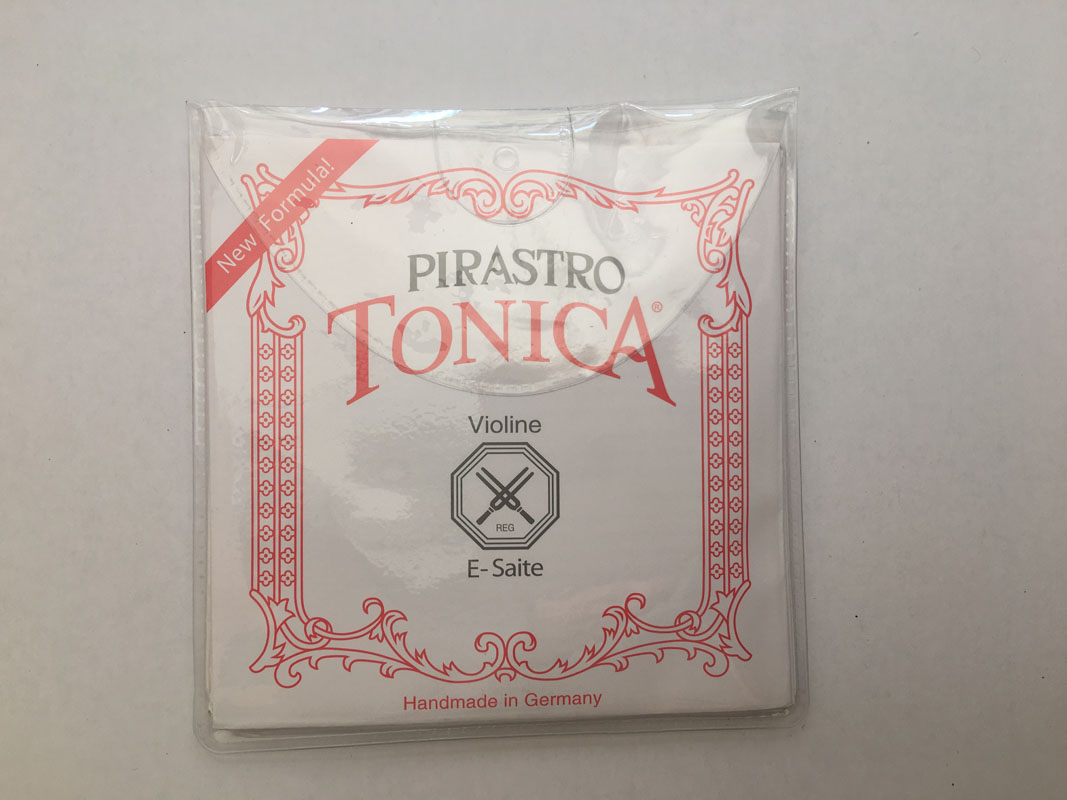 New Formula!
PIRASTRO
TONICA®
Violine
REG
E- Saite
Handmade in Germany